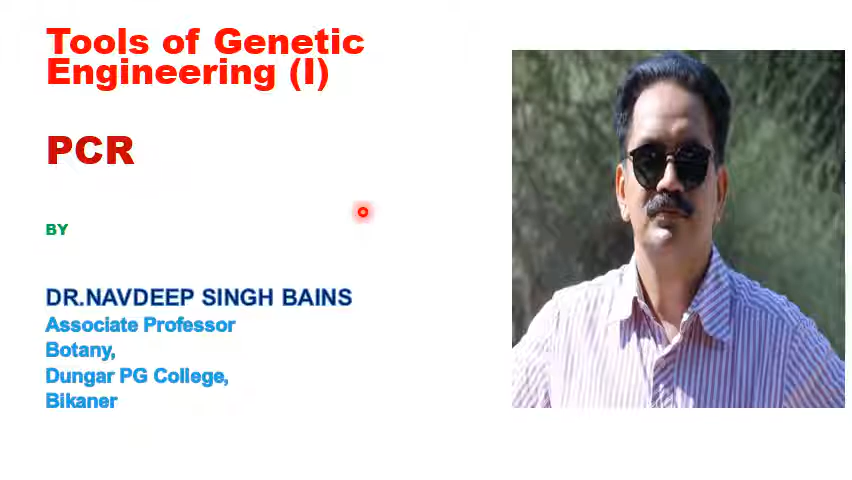 Tools of Genetic
Engineering (I)
PCR
BY
DR.NAVDEEP SINGH BAINS
Associate Professor
Botany,
Dungar PG College,
Bikaner